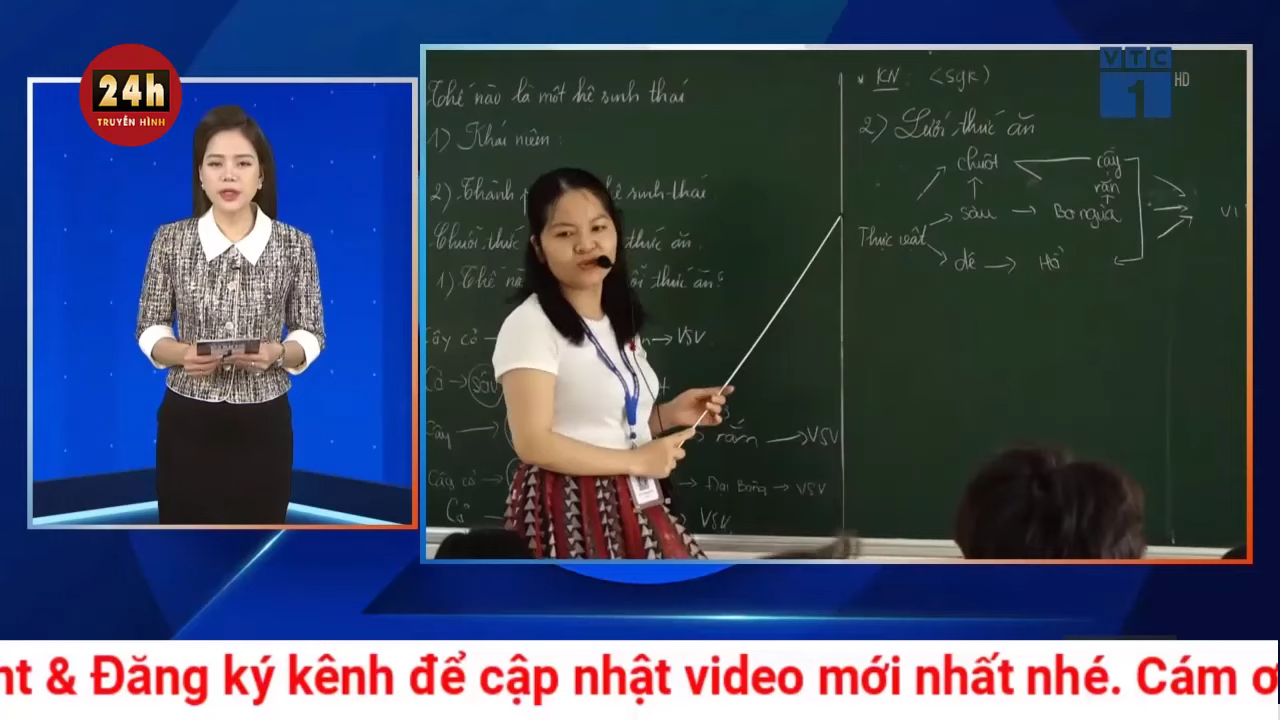 24h
TRUYỀN HÌNH
VTC
1
HD
Thế nào là một hệ sinh thái
1) Khái niệm:
2) Thành
hệ sinh thái
Chuỗi thức
thức ăn.
1) Thế
thức ăn?
Cây cỏ
→ VSV
Cỏ → sâu
Cây →
rắn → VSV
Cây cỏ →
→ Đại Bàng → VSV
Cỏ →
VSV
* KN: (SGK)
2) Lưới thức ăn
chuột
cầy
rắn
sâu → Bọ ngựa
Thực vật
dê → Hổ
nt & Đăng ký kênh để cập nhật video mới nhất nhé. Cám ơ